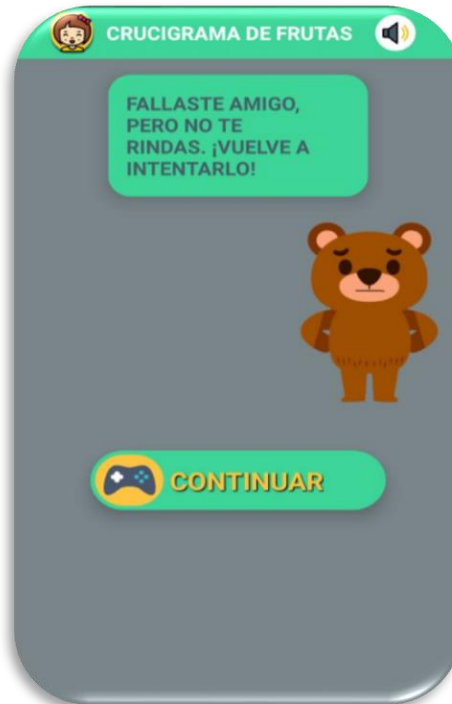 CRUCIGRAMA DE FRUTAS
FALLASTE AMIGO,
PERO NO TE
RINDAS. ¡VUELVE A
INTENTARLO!
CONTINUAR